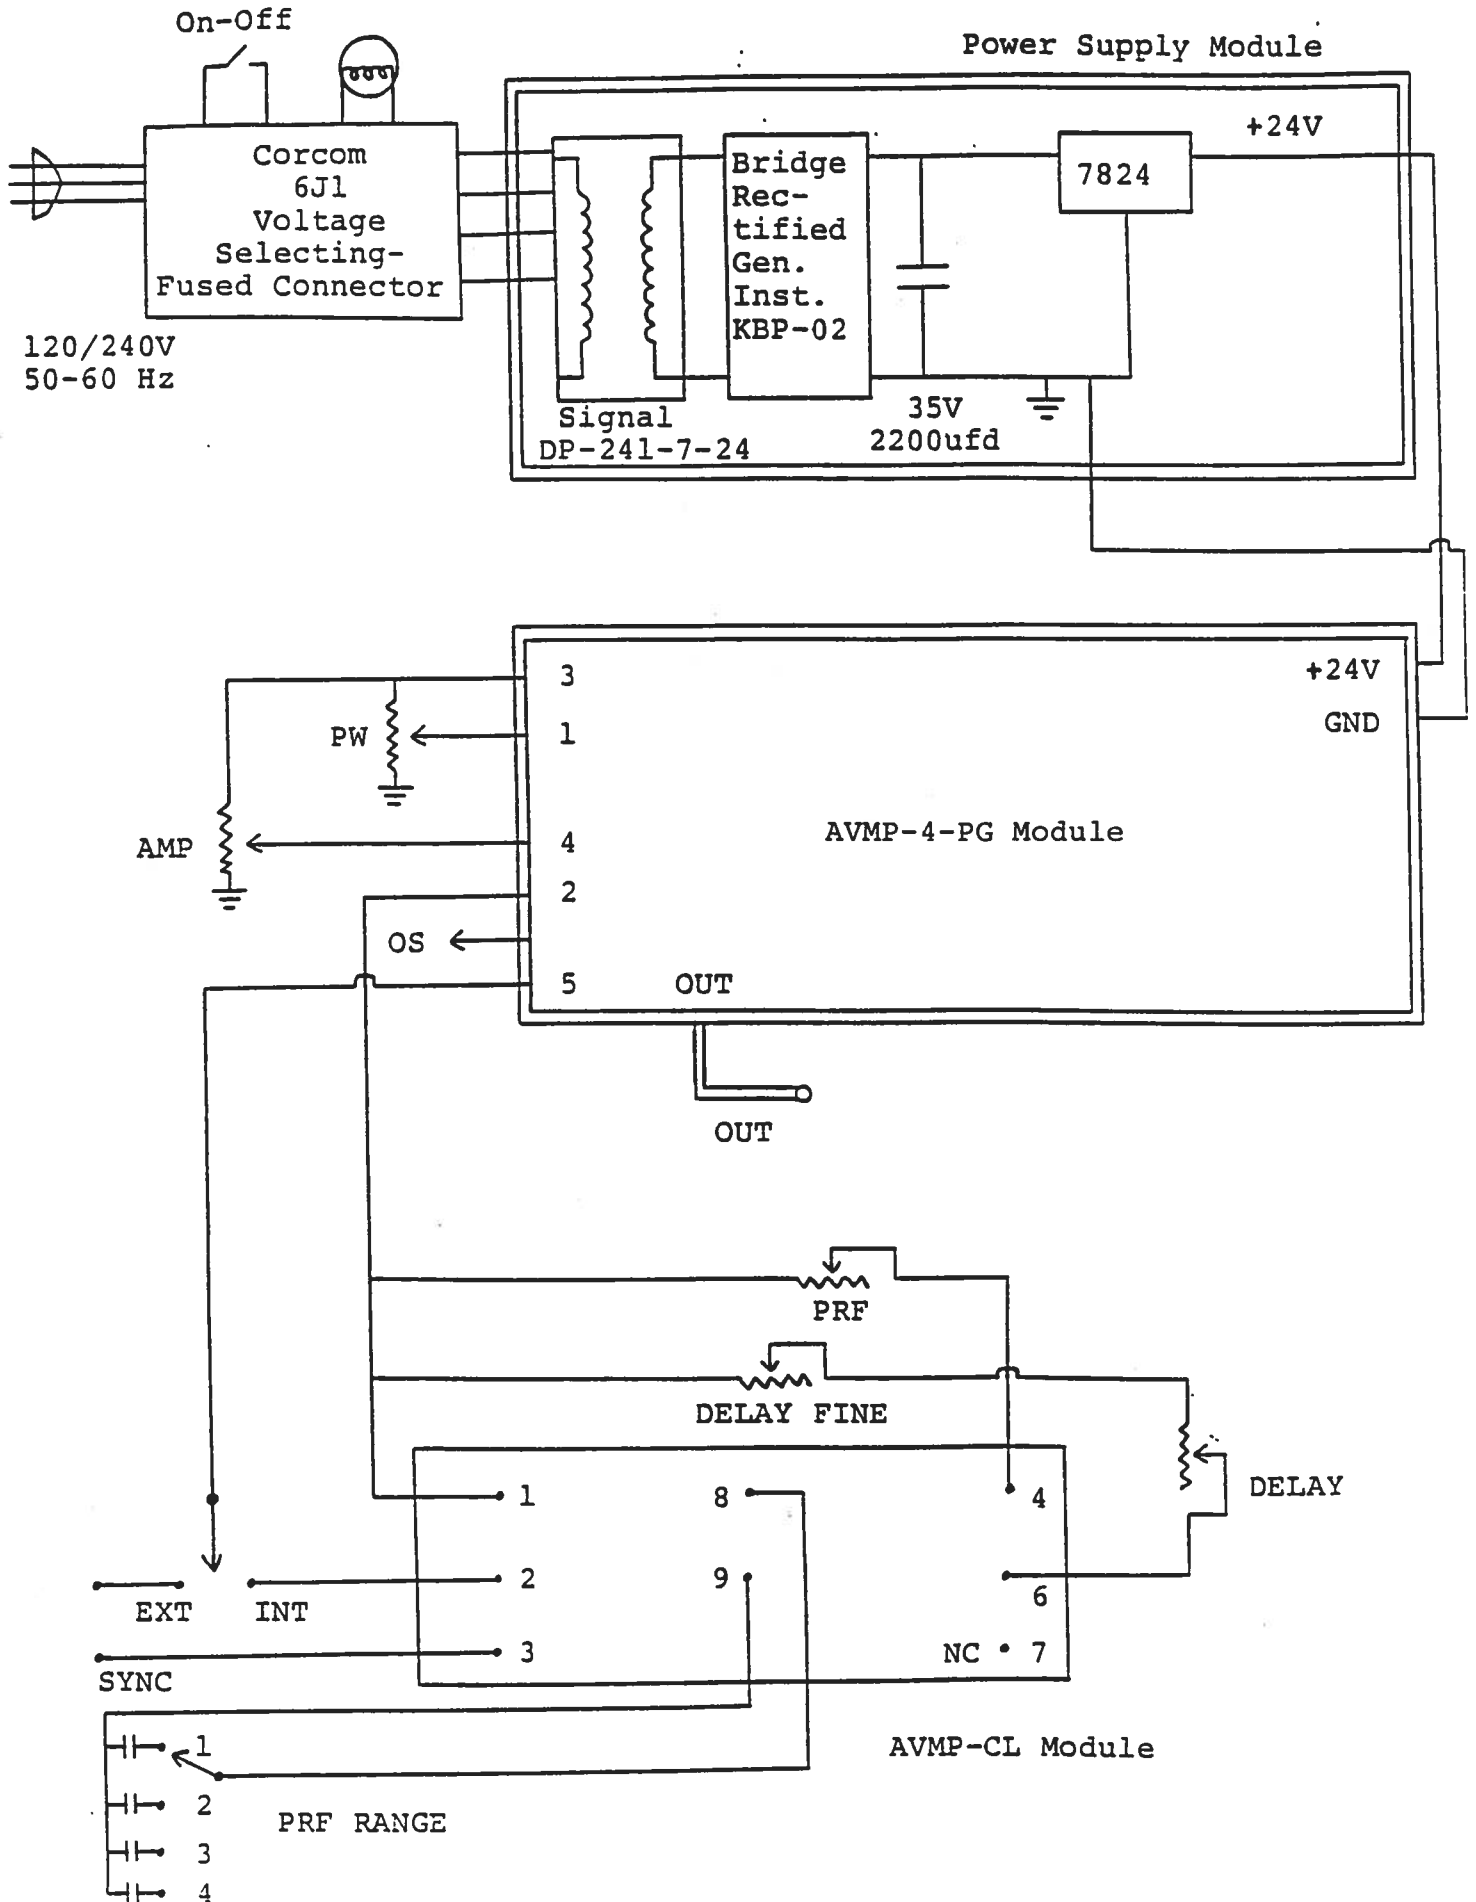 On-Off
Power Supply Module
Corcom
6J1
Voltage
Selecting-
Fused Connector
120/240V
50-60 Hz
Signal
DP-241-7-24
Bridge
Rec-
tified
Gen.
Inst.
KBP-02
35V
2200ufd
7824
+24V
3
1
4
2
5
PW
AMP
OS
OUT
AVMP-4-PG Module
+24V
GND
OUT
PRF
DELAY FINE
DELAY
1
2
3
8
9
4
6
NC
7
EXT
INT
SYNC
AVMP-CL Module
1
2
3
4
PRF RANGE